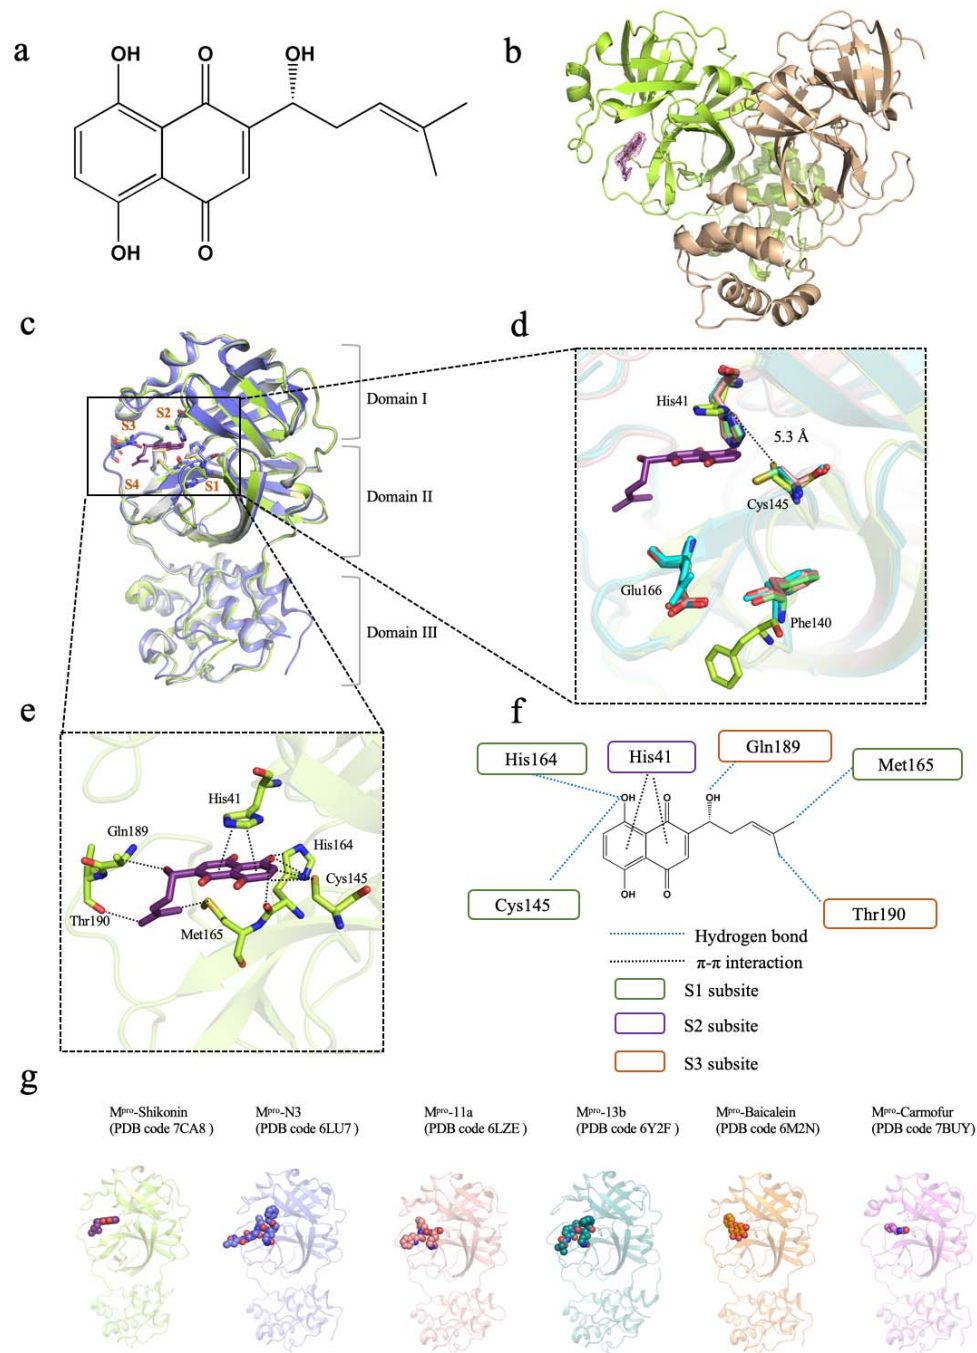 a
OH
O
OH
OH
O
b
c
S3
S2
S4
S1
Domain I
Domain II
Domain III
d
His41
5.3 Å
Cys145
Glu166
Phe140
e
His41
Gln189
His164
Cys145
Thr190
Met165
f
His164
His41
Gln189
Met165
OH
O
OH
OH
O
Cys145
Thr190
Hydrogen bond
π-π interaction
S1 subsite
S2 subsite
S3 subsite
g
Mpro-Shikonin
(PDB code 7CA8 )
Mpro-N3
(PDB code 6LU7 )
Mpro-11a
(PDB code 6LZE )
Mpro-13b
(PDB code 6Y2F )
Mpro-Baicalein
(PDB code 6M2N )
Mpro-Carmofur
(PDB code 7BUY)